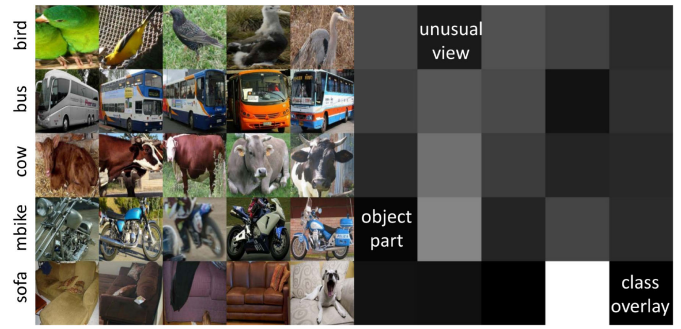 bird
unusual
view
bus
cow
mbike
object
part
sofa
class
overlay